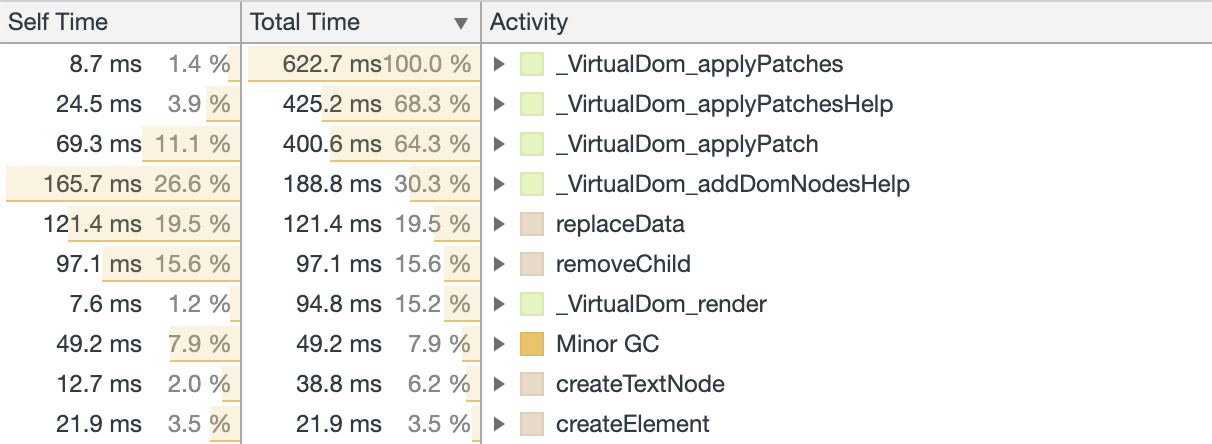 Self Time Total Time ▼ Activity
8.7 ms 1.4 % 622.7 ms 100.0 % ▶ _VirtualDom_applyPatches
24.5 ms 3.9 % 425.2 ms 68.3 % ▶ _VirtualDom_applyPatchesHelp
69.3 ms 11.1 % 400.6 ms 64.3 % ▶ _VirtualDom_applyPatch
165.7 ms 26.6 % 188.8 ms 30.3 % ▶ _VirtualDom_addDomNodesHelp
121.4 ms 19.5 % 121.4 ms 19.5 % ▶ replaceData
97.1 ms 15.6 % 97.1 ms 15.6 % ▶ removeChild
7.6 ms 1.2 % 94.8 ms 15.2 % ▶ _VirtualDom_render
49.2 ms 7.9 % 49.2 ms 7.9 % ▶ Minor GC
12.7 ms 2.0 % 38.8 ms 6.2 % ▶ createTextNode
21.9 ms 3.5 % 21.9 ms 3.5 % ▶ createElement